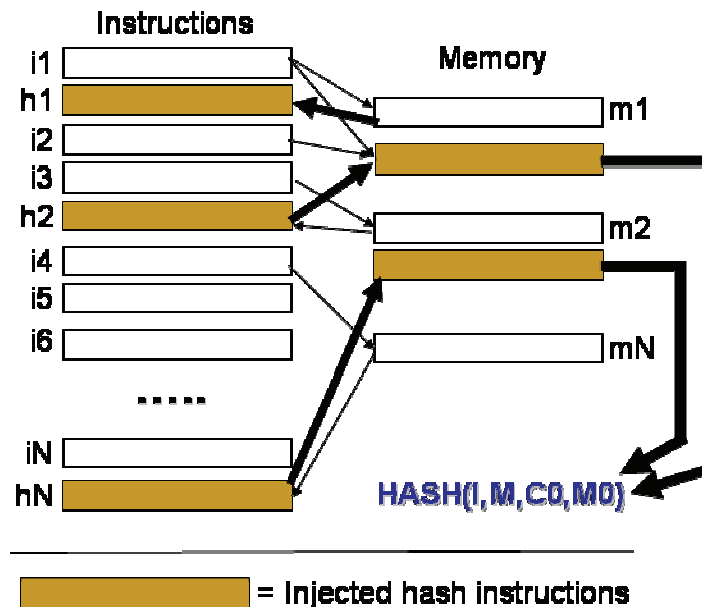 Instructions
Memory
i1
h1
i2
i3
h2
i4
i5
i6
.....
iN
hN
m1
m2
mN
HASH(I,M,C0,M0)
= Injected hash instructions